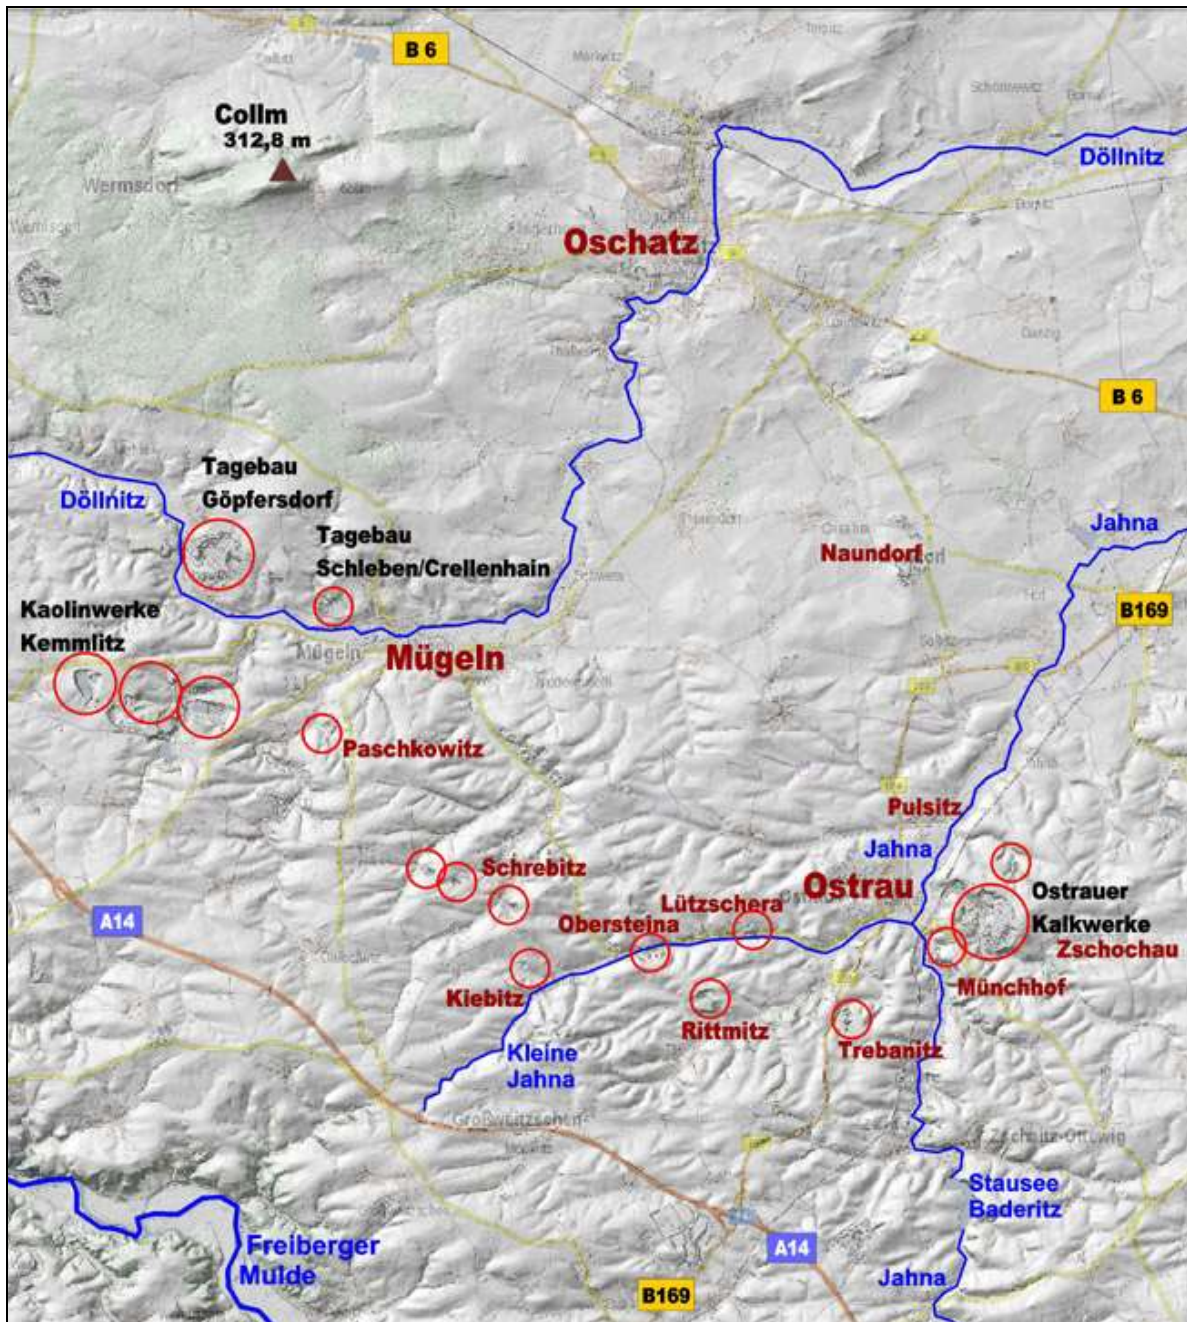 B 6
Collm
312,8 m
Wermsdorf
Döllnitz
Oschatz
B 6
Tagebau
Göpfersdorf
Döllnitz
Tagebau
Schleben/Crellenhain
Jahna
Naundorf
Kaolinwerke
Kemmlitz
B169
Mügeln
Mügeln
Paschkowitz
Pulsitz
Jahna
Schrebitz
Ostrau
Ostrauer
Kalkwerke
Zschochau
Lützschera
Obersteina
A14
Münchhof
Kiebitz
Rittmitz
Trebanitz
Kleine
Jahna
Großweitzschen
Stausee
Baderitz
Freiberger
Mulde
A14
Jahna
B169